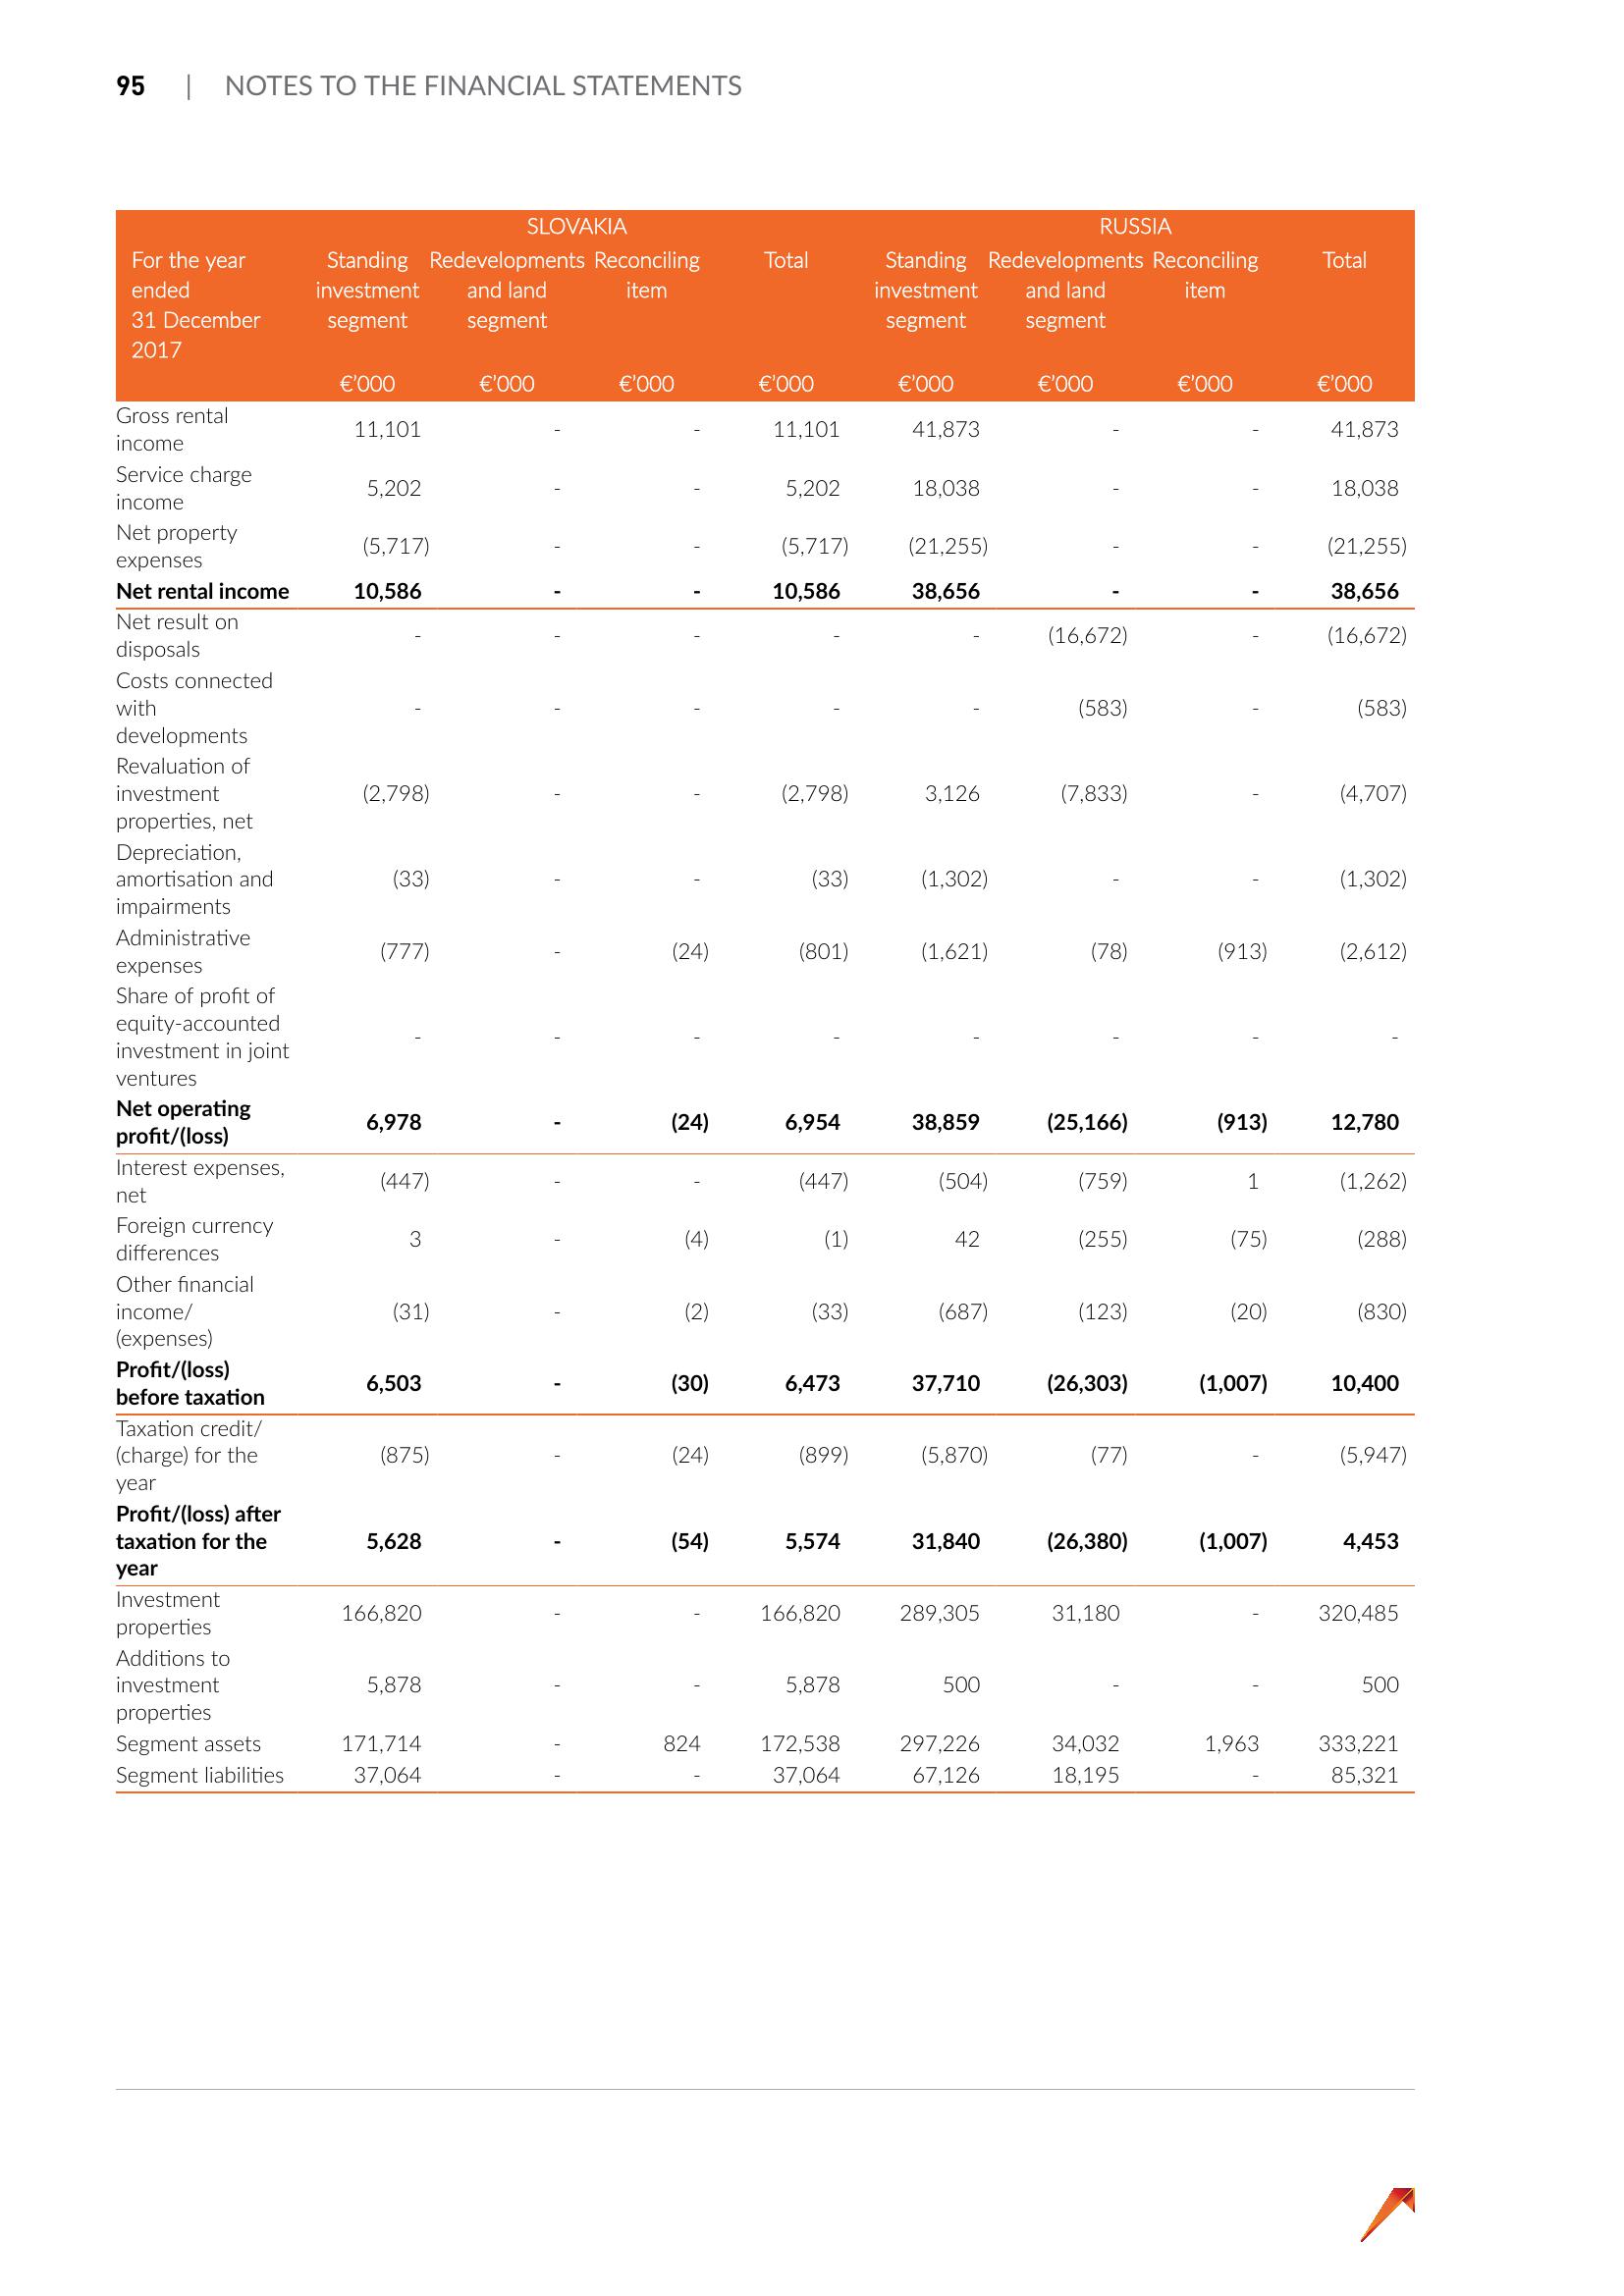 95 | NOTES TO THE FINANCIAL STATEMENTS
SLOVAKIA RUSSIA
For the year Standing Redevelopments Reconciling Total Standing Redevelopments Reconciling Total
ended investment and land item investment and land item
31 December segment segment segment segment
2017
€’000 €’000 €’000 €’000 €’000 €’000 €’000 €’000
Gross rental
income 11,101 - - 11,101 41,873 - - 41,873
Service charge
income 5,202 - - 5,202 18,038 - - 18,038
Net property
expenses (5,717) - - (5,717) (21,255) - - (21,255)
Net rental income 10,586 - - 10,586 38,656 - - 38,656
Net result on
disposals - - - - - (16,672) - (16,672)
Costs connected
with - - - - - (583) - (583)
developments
Revaluation of
investment (2,798) - - (2,798) 3,126 (7,833) - (4,707)
properties, net
Depreciation,
amortisation and (33) - - (33) (1,302) - - (1,302)
impairments
Administrative
expenses (777) - (24) (801) (1,621) (78) (913) (2,612)
Share of profit of
equity-accounted
investment in joint - - - - - - - -
ventures
Net operating
profit/(loss) 6,978 - (24) 6,954 38,859 (25,166) (913) 12,780
Interest expenses,
net (447) - - (447) (504) (759) 1 (1,262)
Foreign currency
differences 3 - (4) (1) 42 (255) (75) (288)
Other financial
income/ (31) - (2) (33) (687) (123) (20) (830)
(expenses)
Profit/(loss)
before taxation 6,503 - (30) 6,473 37,710 (26,303) (1,007) 10,400
Taxation credit/
(charge) for the (875) - (24) (899) (5,870) (77) - (5,947)
year
Profit/(loss) after
taxation for the 5,628 - (54) 5,574 31,840 (26,380) (1,007) 4,453
year
Investment
properties 166,820 - - 166,820 289,305 31,180 - 320,485
Additions to
investment 5,878 - - 5,878 500 - - 500
properties
Segment assets 171,714 - 824 172,538 297,226 34,032 1,963 333,221
Segment liabilities 37,064 - - 37,064 67,126 18,195 - 85,321